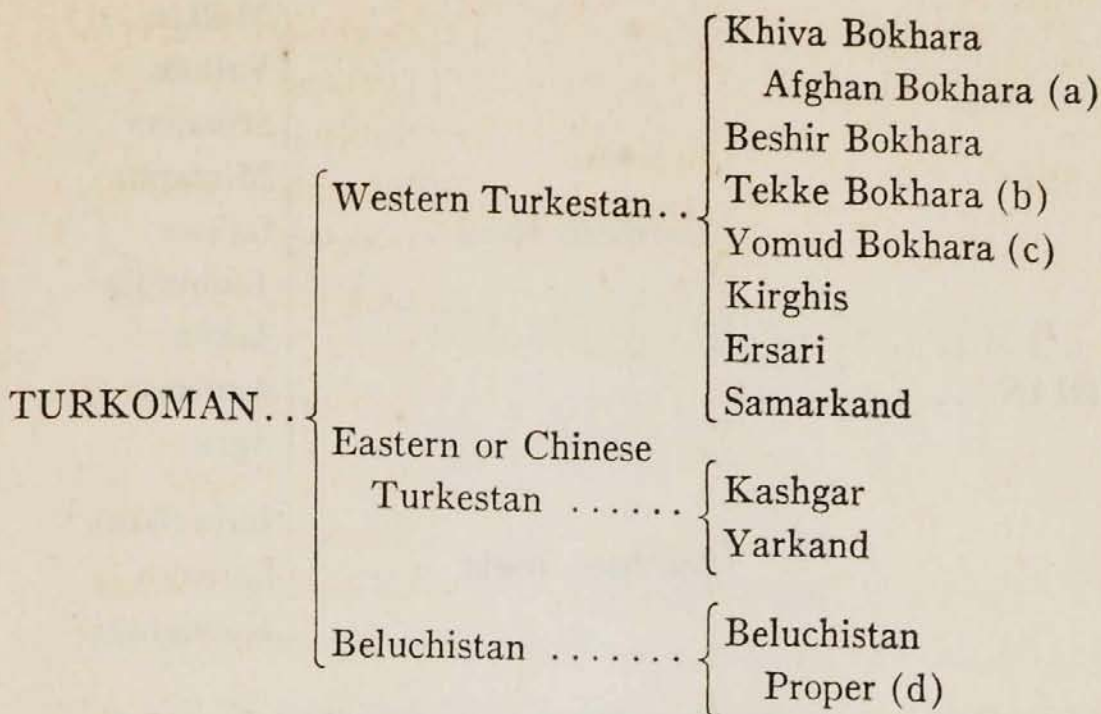 Khiva Bokhara
Afghan Bokhara (a)
Beshir Bokhara
Western Turkestan.. Tekke Bokhara (b)
Yomud Bokhara (c)
Kirghis
Ersari
TURKOMAN.. Samarkand
Eastern or Chinese
Turkestan ...... Kashgar
Yarkand
Beluchistan ....... Beluchistan
Proper (d)